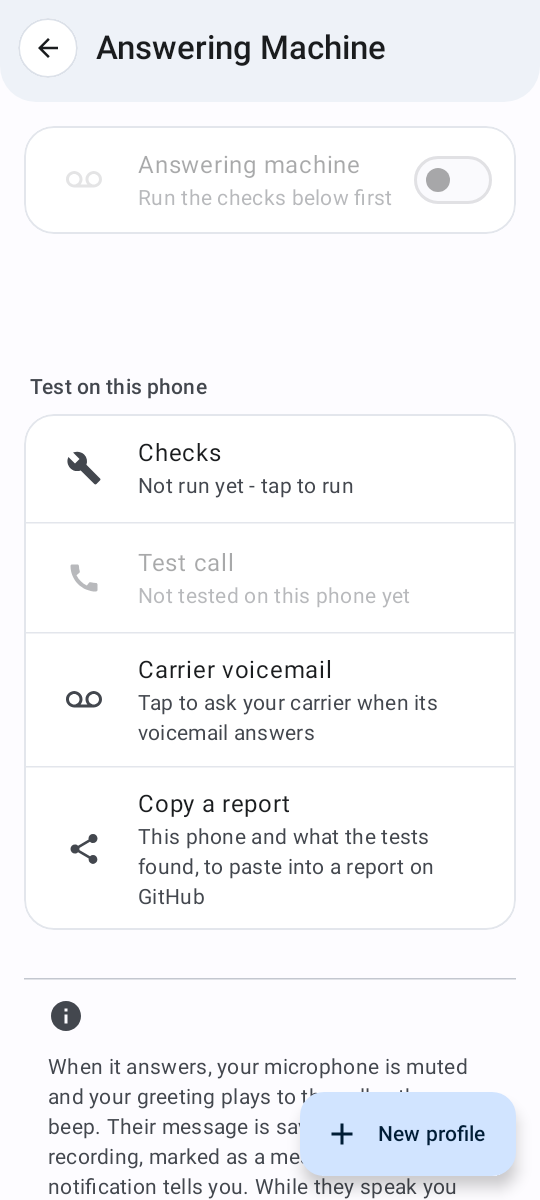 Answering Machine
Answering machine
Run the checks below first
Test on this phone
Checks
Not run yet - tap to run
Test call
Not tested on this phone yet
Carrier voicemail
Tap to ask your carrier when its
voicemail answers
Copy a report
This phone and what the tests
found, to paste into a report on
GitHub
When it answers, your microphone is muted
and your greeting plays to
beep. Their message is
recording, marked as a
notification tells you. While they speak you
New profile